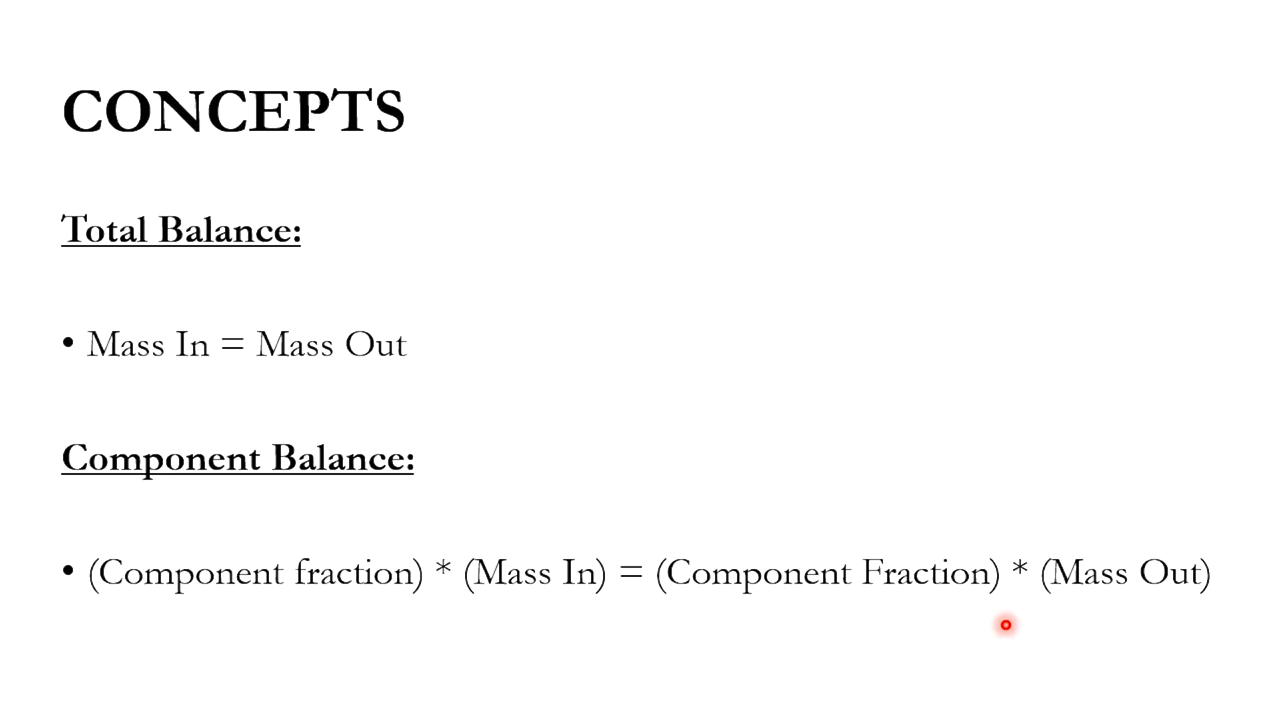 CONCEPTS
Total Balance:
• Mass In = Mass Out
Component Balance:
• (Component fraction) * (Mass In) = (Component Fraction) * (Mass Out)